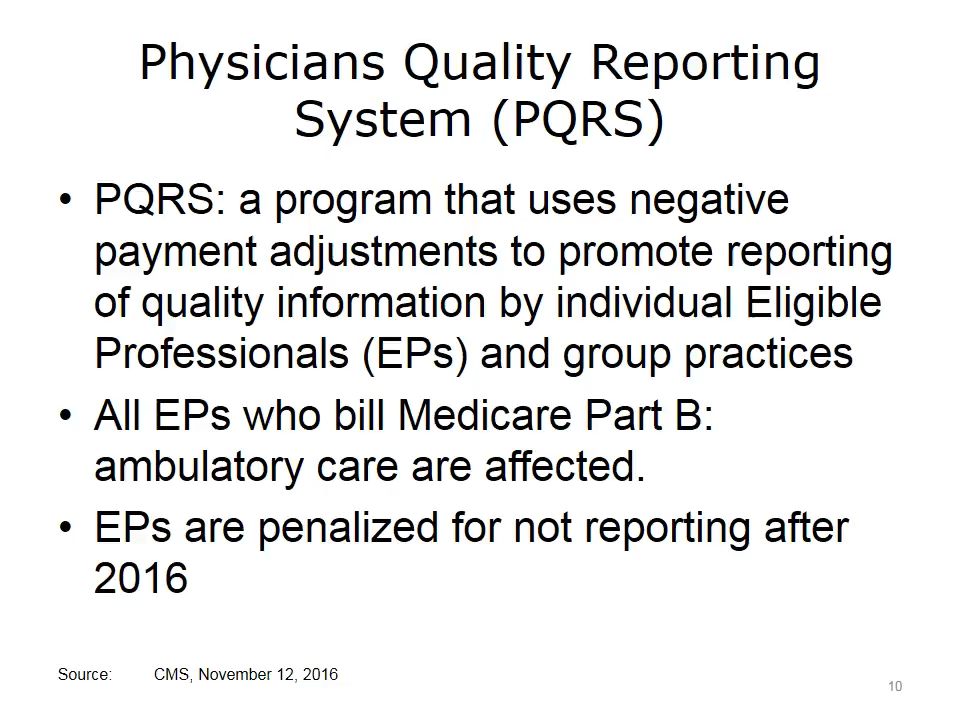 Physicians Quality Reporting
System (PQRS)
• PQRS: a program that uses negative
payment adjustments to promote reporting
of quality information by individual Eligible
Professionals (EPs) and group practices
• All EPs who bill Medicare Part B:
ambulatory care are affected.
• EPs are penalized for not reporting after
2016
Source: CMS, November 12, 2016
10